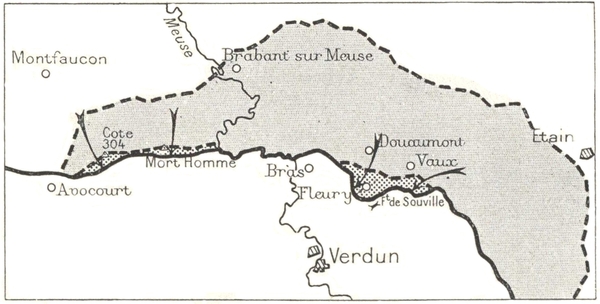 Meuse
Montfaucon
Brabant sur Meuse
Cote
304
Mort Homme
Douaumont
Etain
Vaux
Bras
Avocourt
Fleury
Ft de Souville
Verdun